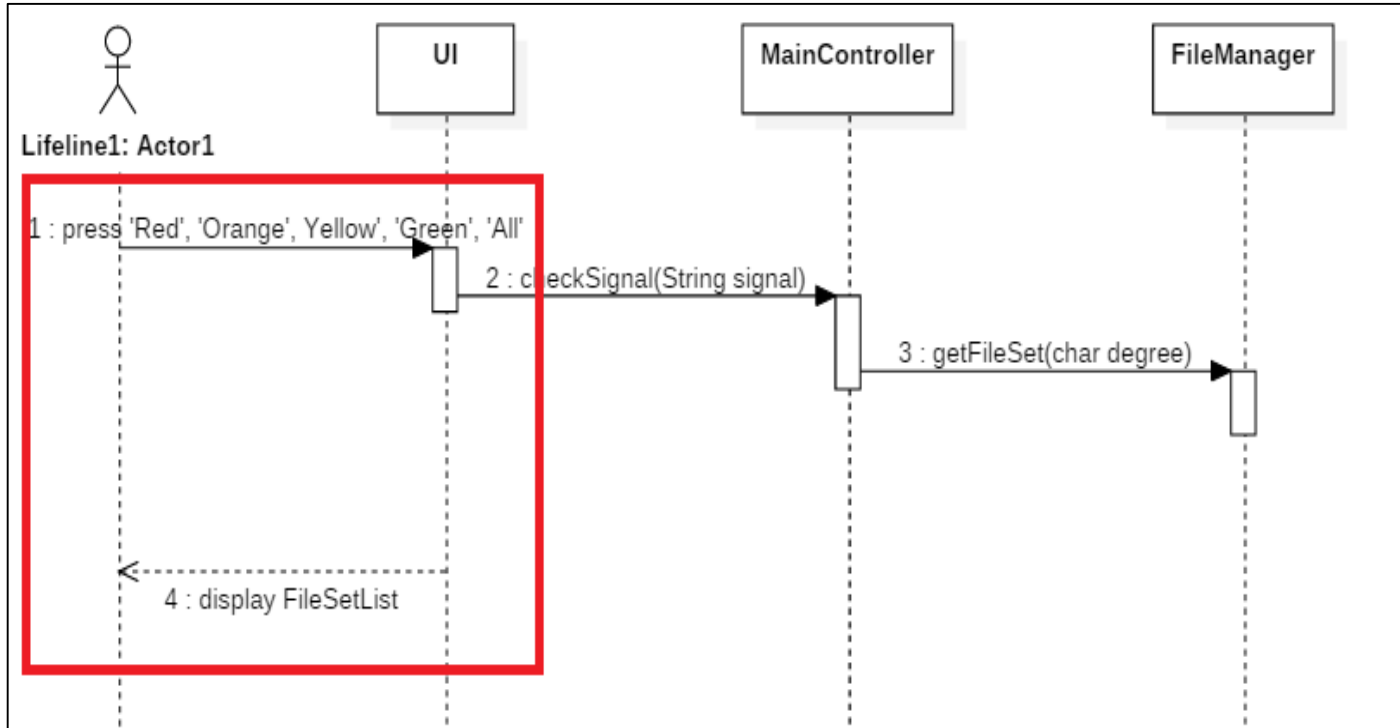 UI
MainController
FileManager
Lifeline1: Actor1
1 : press 'Red', 'Orange', Yellow', 'Green', 'All'
2 : checkSignal(String signal)
3 : getFileSet(char degree)
4 : display FileSetList